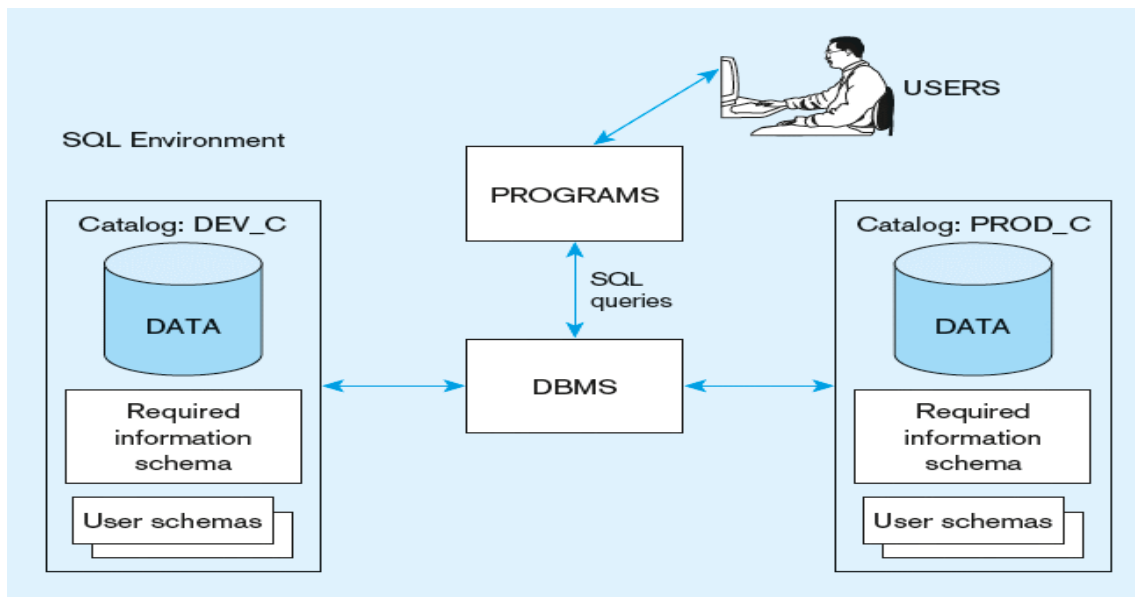 USERS
SQL Environment
PROGRAMS
Catalog: DEV_C
DATA
Required
information
schema
User schemas
SQL
queries
DBMS
Catalog: PROD_C
DATA
Required
information
schema
User schemas